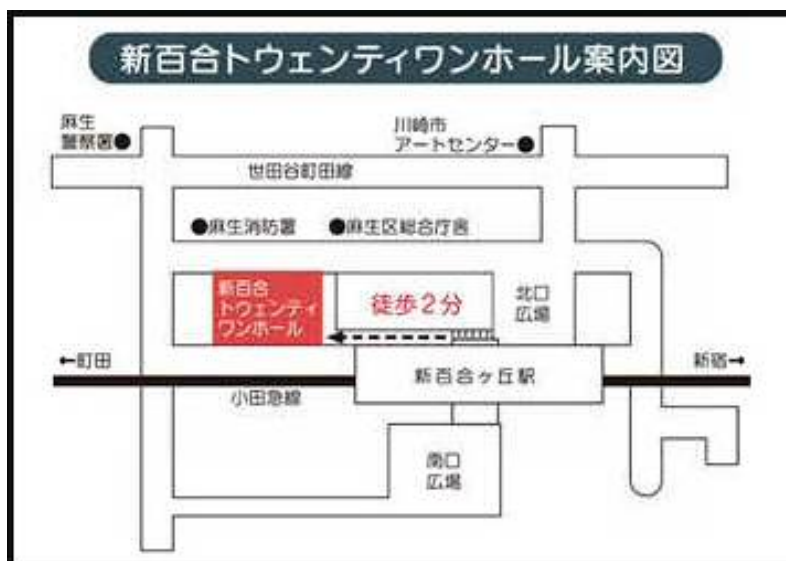 新百合トウェンティワンホール案内図
麻生
警察署●
川崎市
アートセンター●
世田谷町田線
●麻生消防署
●麻生区総合庁舎
新百合
トウェンティ
ワンホール
徒歩2分
北口
広場
←町田
新宿→
新百合ヶ丘駅
小田急線
南口
広場